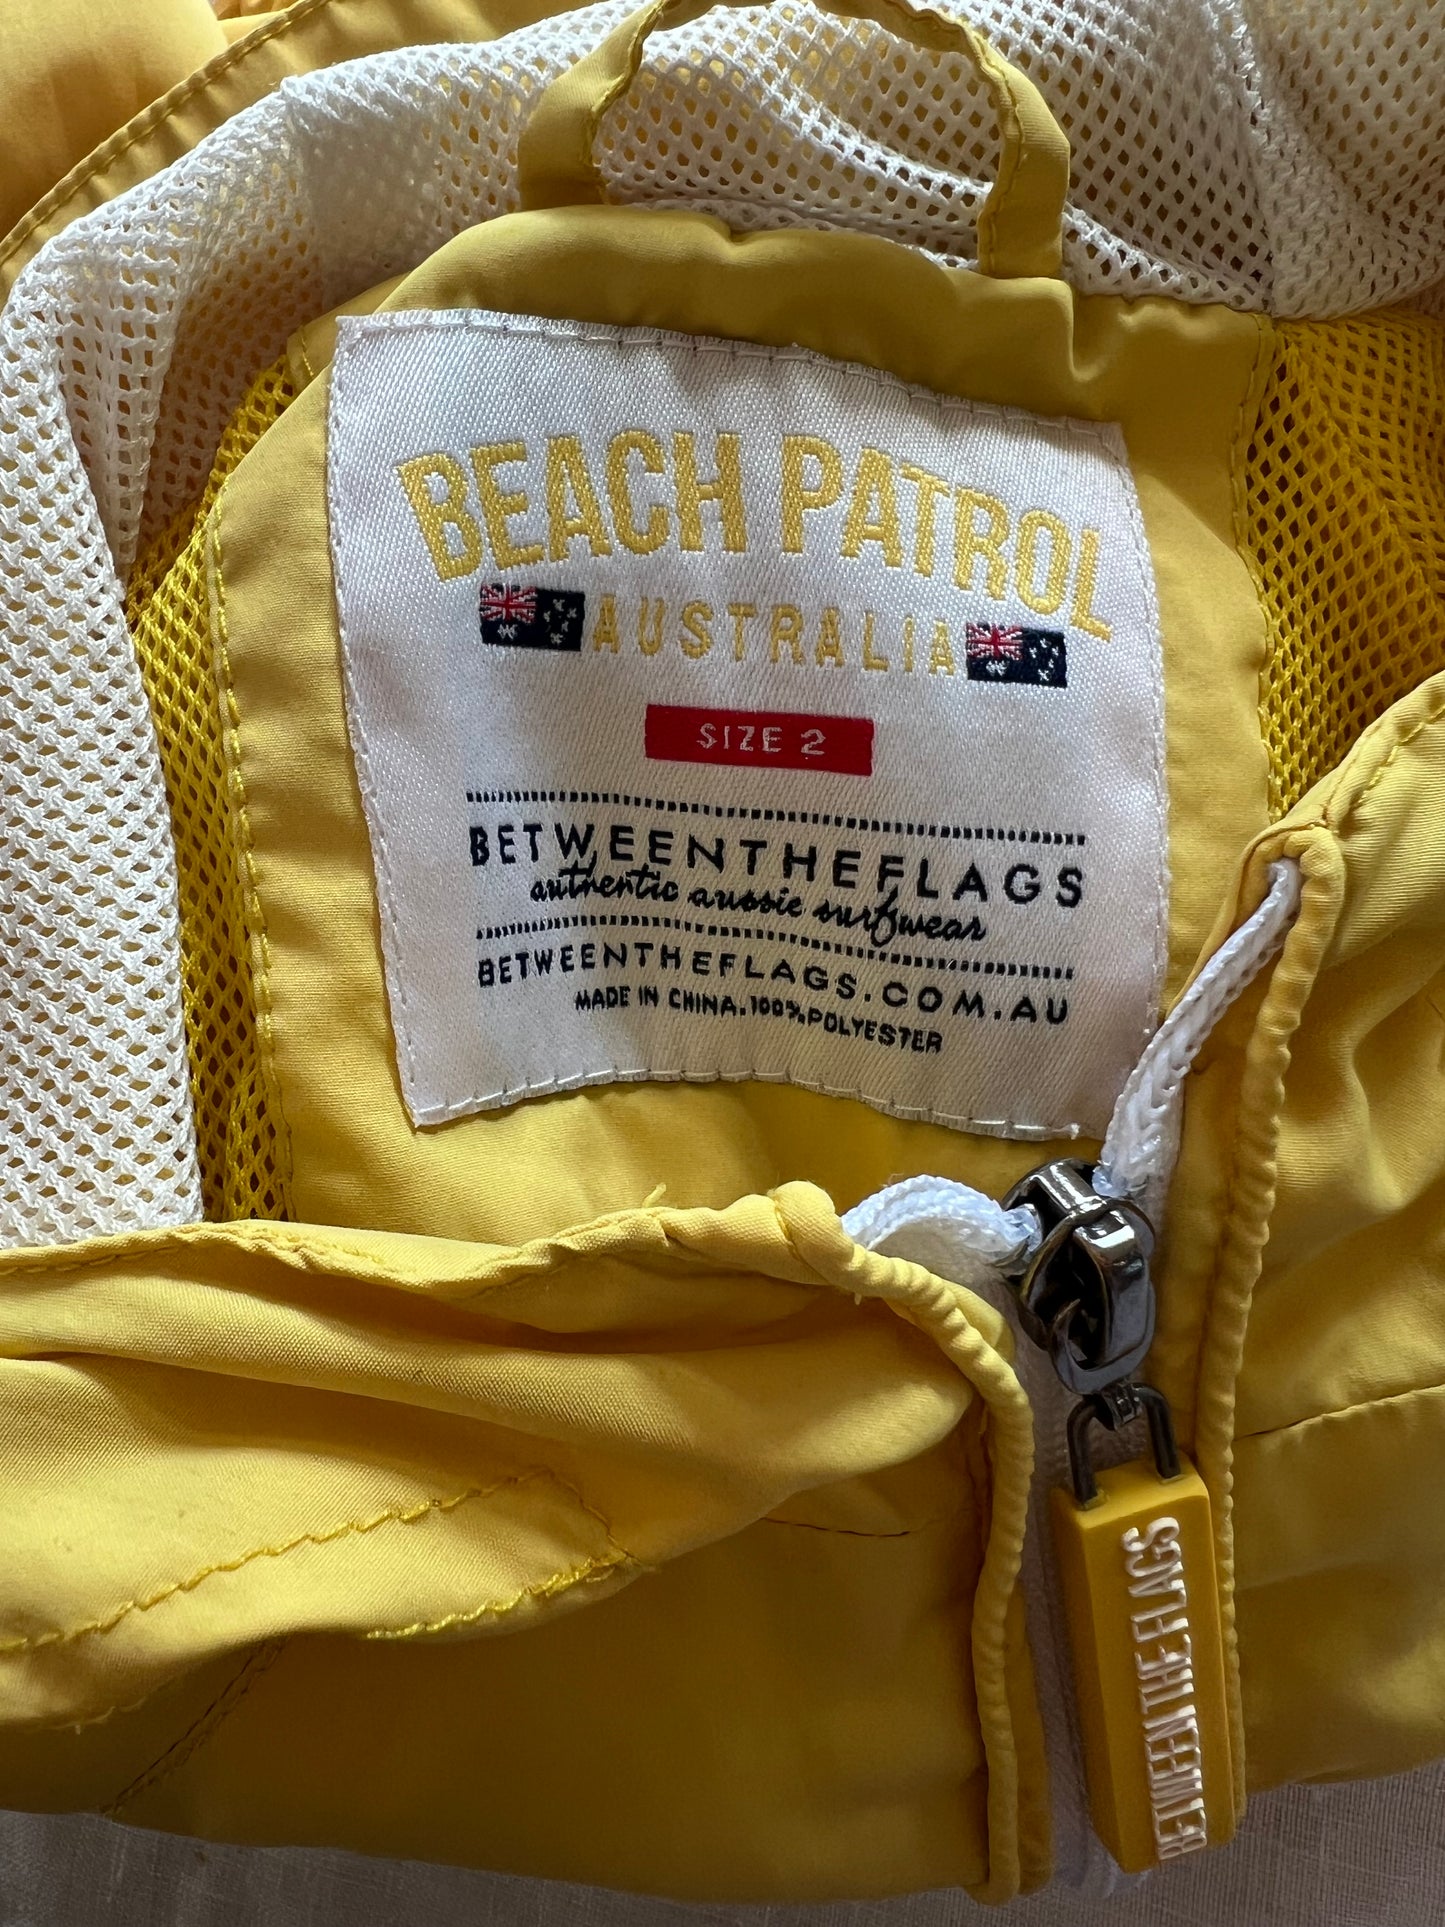 BEACH PATROL
AUSTRALIA
SIZE 2
BETWEENTHEFLAGS
authentic aussie surfwear
BETWEENTHEFLAGS.COM.AU
MADE IN CHINA.100%POLYESTER
BETWEEN THE FLAGS